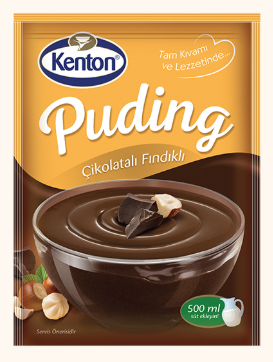 Kenton
Tam Kıvamı
ve Lezzetinde...
Puding
Çikolatalı Fındıklı
500 ml
süt ekleyin!
Servis Önerisidir